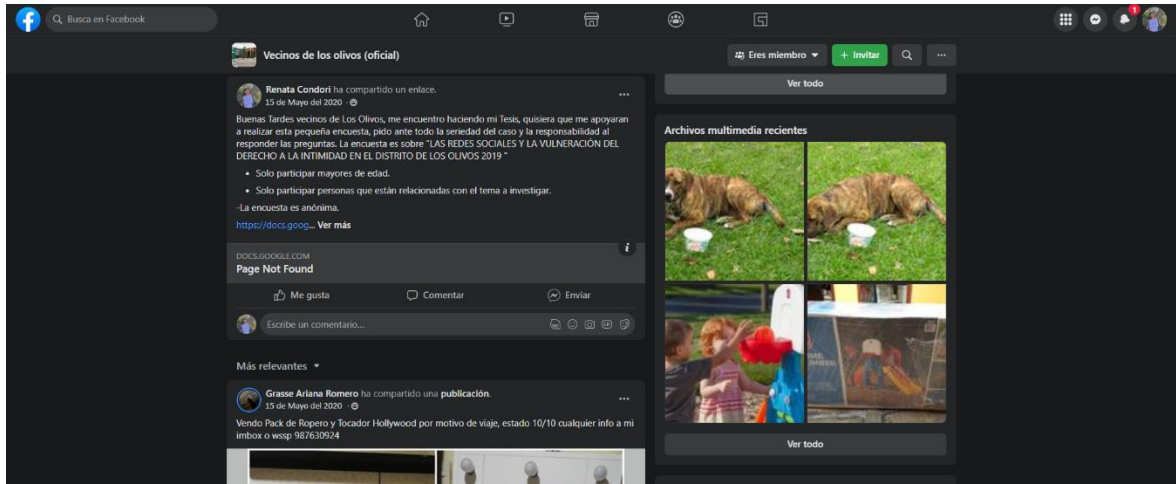 Busca en Facebook
1
Vecinos de los olivos (oficial)
Eres miembro
+ Invitar
Renata Condori ha compartido un enlace.
15 de Mayo del 2020
Buenas Tardes vecinos de Los Olivos, me encuentro haciendo mi Tesis, quisiera que me apoyaran
a realizar esta pequeña encuesta, pido ante todo la seriedad del caso y la responsabilidad al
responder las preguntas. La encuesta es sobre "LAS REDES SOCIALES Y LA VULNERACIÓN DEL
DERECHO A LA INTIMIDAD EN EL DISTRITO DE LOS OLIVOS 2019 "
• Solo participar mayores de edad.
• Solo participar personas que están relacionadas con el tema a investigar.
-La encuesta es anónima.
https://docs.goog... Ver más
DOCS.GOOGLE.COM
Page Not Found
Me gusta
Comentar
Enviar
Escribe un comentario...
Más relevantes
Grasse Ariana Romero ha compartido una publicación.
15 de Mayo del 2020
Vendo Pack de Ropero y Tocador Hollywood por motivo de viaje, estado 10/10 cualquier info a mi
imbox o wssp 987630924
Ver todo
Archivos multimedia recientes
Ver todo